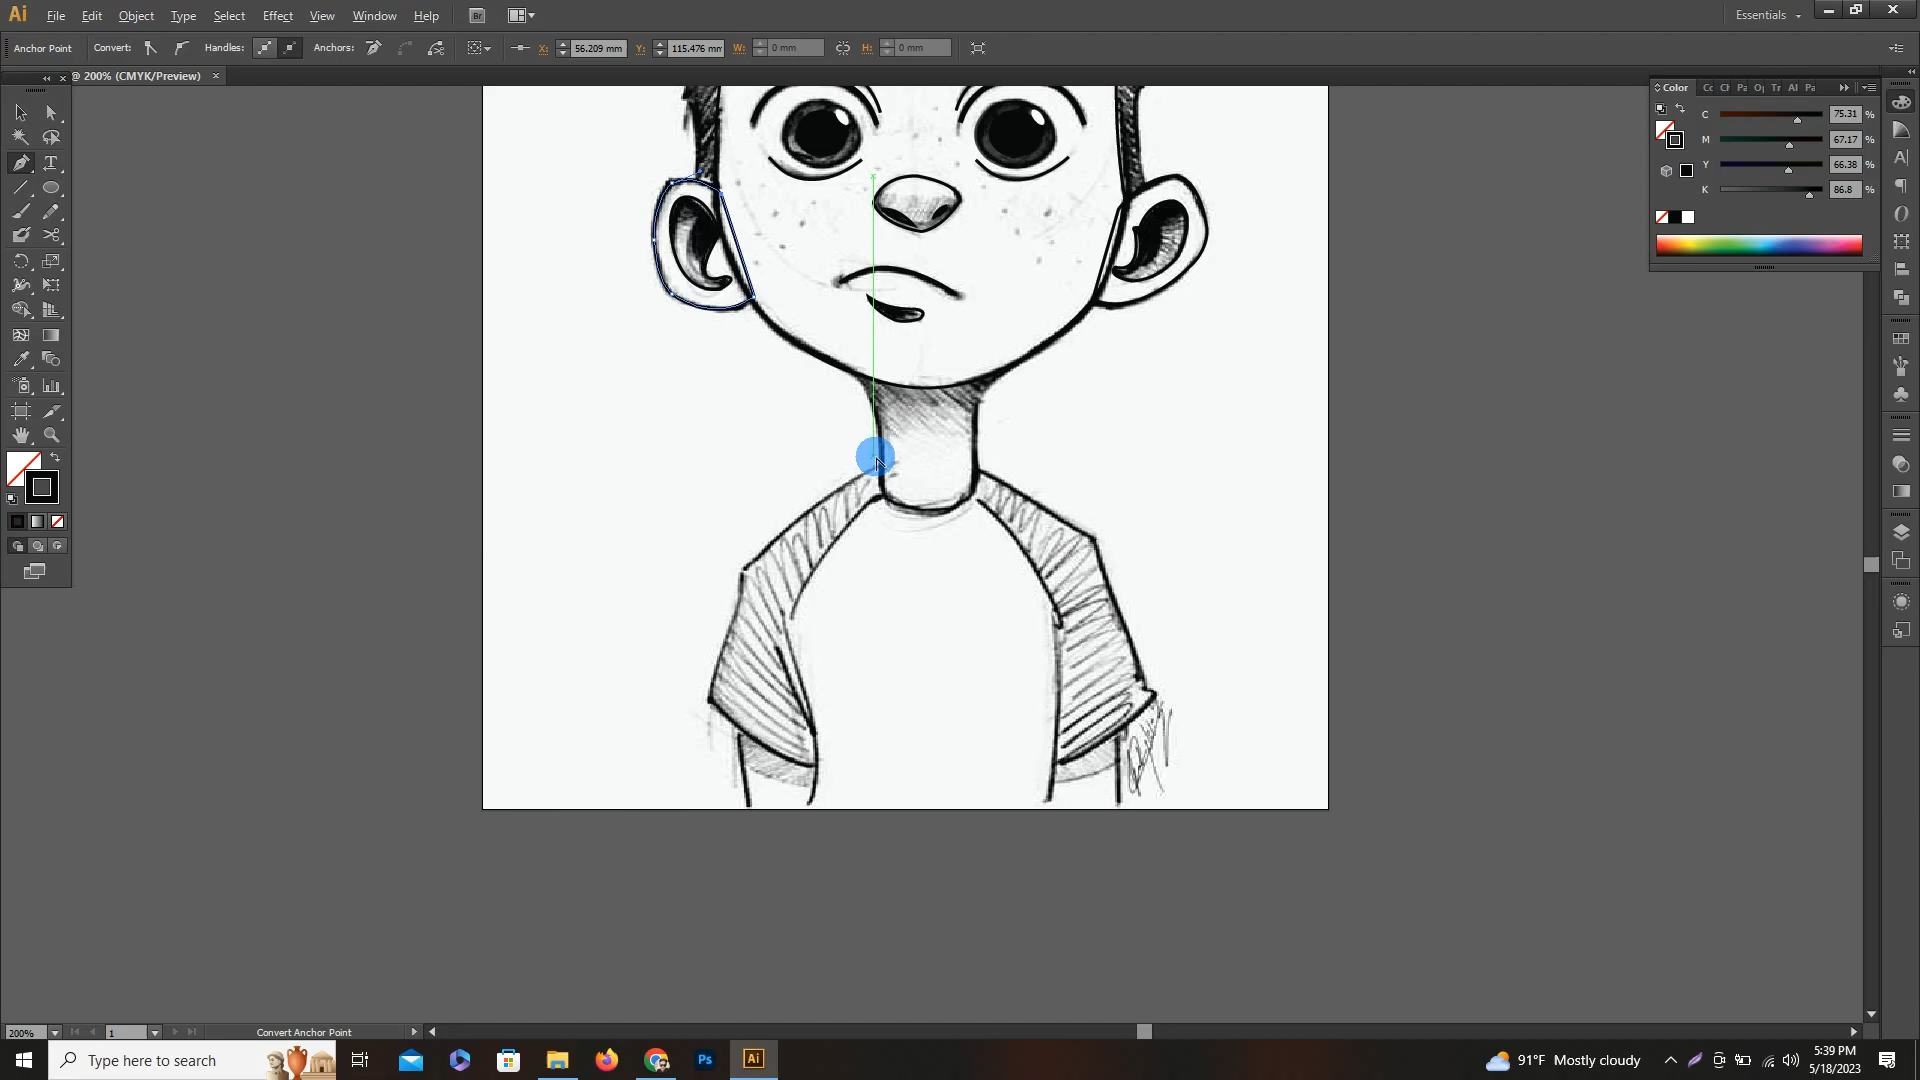 Ai File Edit Object Type Select Effect View Window Help Br Essentials
Anchor Point Convert: Handles: Anchors: X: 56.209 mm Y: 115.476 mm W: 0 mm H: 0 mm
@ 200% (CMYK/Preview)
Color
C 75.31 %
M 67.17 %
Y 66.38 %
K 86.8 %
200% 1 Convert Anchor Point
Type here to search Ps Ai 91°F Mostly cloudy
5:39 PM
5/18/2023